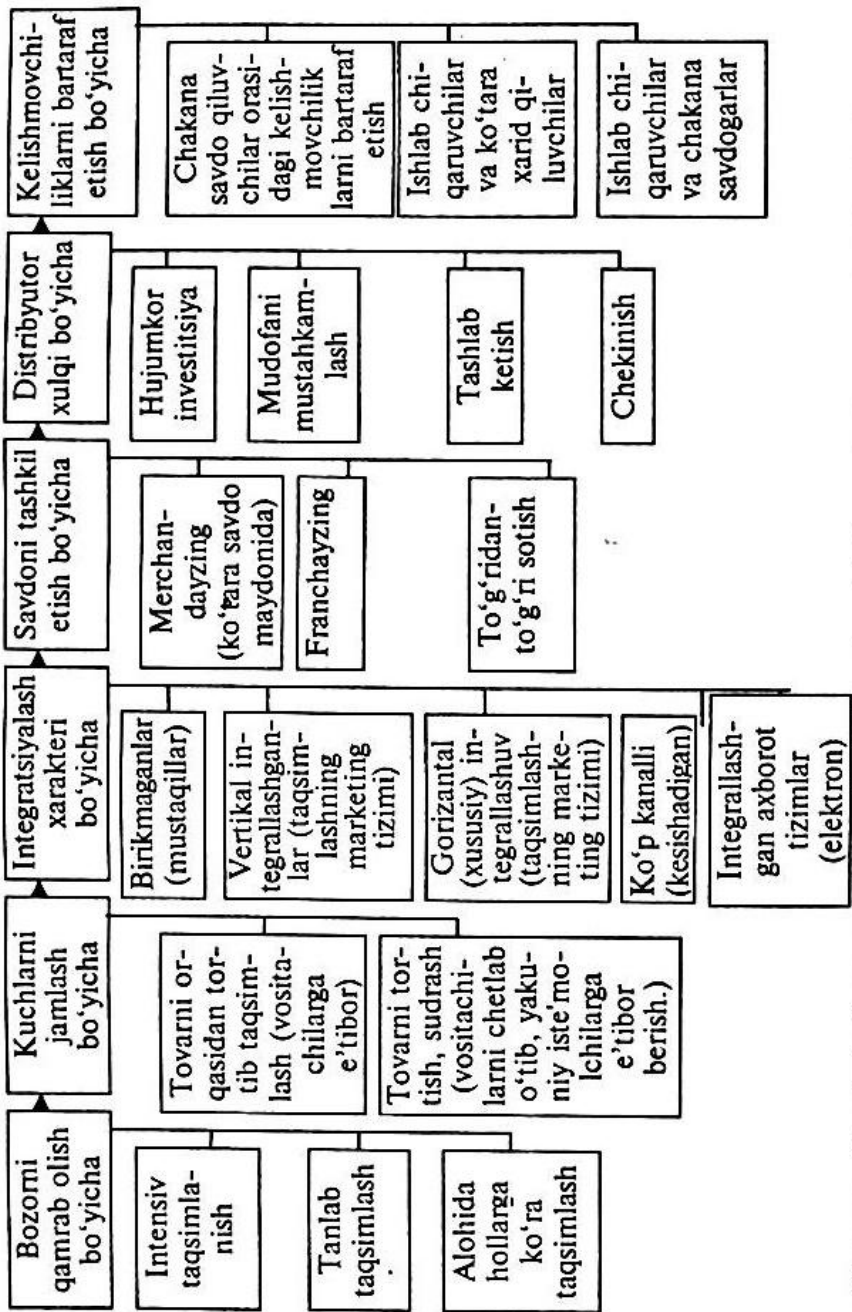 Bozorni
qamrab olish
bo‘yicha
Intensiv
taqsimla-
nish
Tanlab
taqsimlash
Alohida
hollarga
ko‘ra
taqsimlash
Kuchlarni
jamlash
bo‘yicha
Tovarni or-
qasidan tor-
tib taqsim-
lash (vosita-
chilarga
e’tibor)
Tovarni tor-
tish, sudrash
(vositachi-
larni chetlab
o‘tib, yaku-
niy iste’mo-
lchilarga
e’tibor
berish.)
Integratsiyalash
xarakteri
bo‘yicha
Birikmaganlar
(mustaqillar)
Vertikal in-
tegrallashgan-
lar (taqsim-
lashning
marketing
tizimi)
Gorizantal
(xususiy) in-
tegrallashuv
(taqsimlash-
ning marke-
ting tizimi)
Ko‘p kanalli
(kesishadigan)
Integrallash-
gan axborot
tizimlar
(elektron)
Savdoni tashkil
etish bo‘yicha
Merchan-
dayzing
(ko‘tara savdo
maydonida)
Franchayzing
To‘g‘ridan-
to‘g‘ri sotish
Distribyutor
xulqi bo‘yicha
Hujumkor
investitsiya
Mudofani
mustahkam-
lash
Tashlab
ketish
Chekinish
Kelishmovchi-
liklarni bartaraf
etish bo‘yicha
Chakana
savdo qiluv-
chilar orasi-
dagi kelish-
movchilik
larni bartaraf
etish
Ishlab chi-
qaruvchilar
va ko‘tara
xarid qi-
luvchilar
Ishlab chi-
qaruvchilar
va chakana
savdogarlar